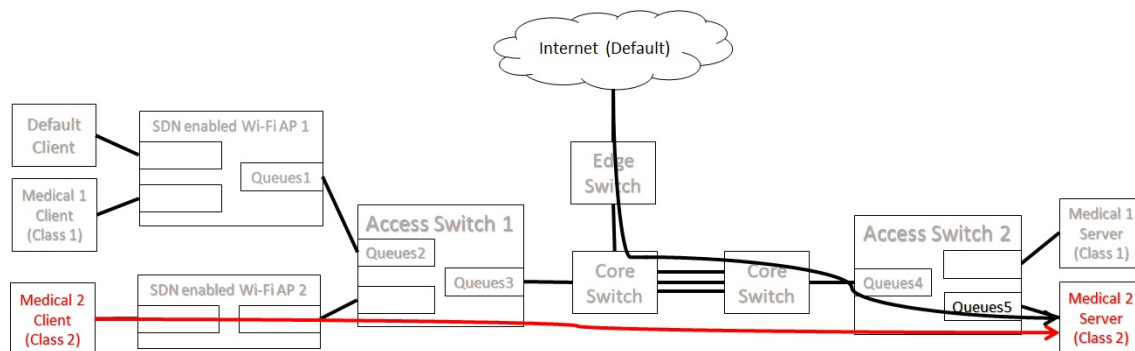 Internet (Default)
Default
Client
SDN enabled Wi-Fi AP 1
Queues1
Medical 1
Client
(Class 1)
Edge
Switch
Access Switch 1
Queues2
Queues3
Core
Switch
Core
Switch
Access Switch 2
Queues4
Queues5
Medical 1
Server
(Class 1)
Medical 2
Client
(Class 2)
SDN enabled Wi-Fi AP 2
Medical 2
Server
(Class 2)